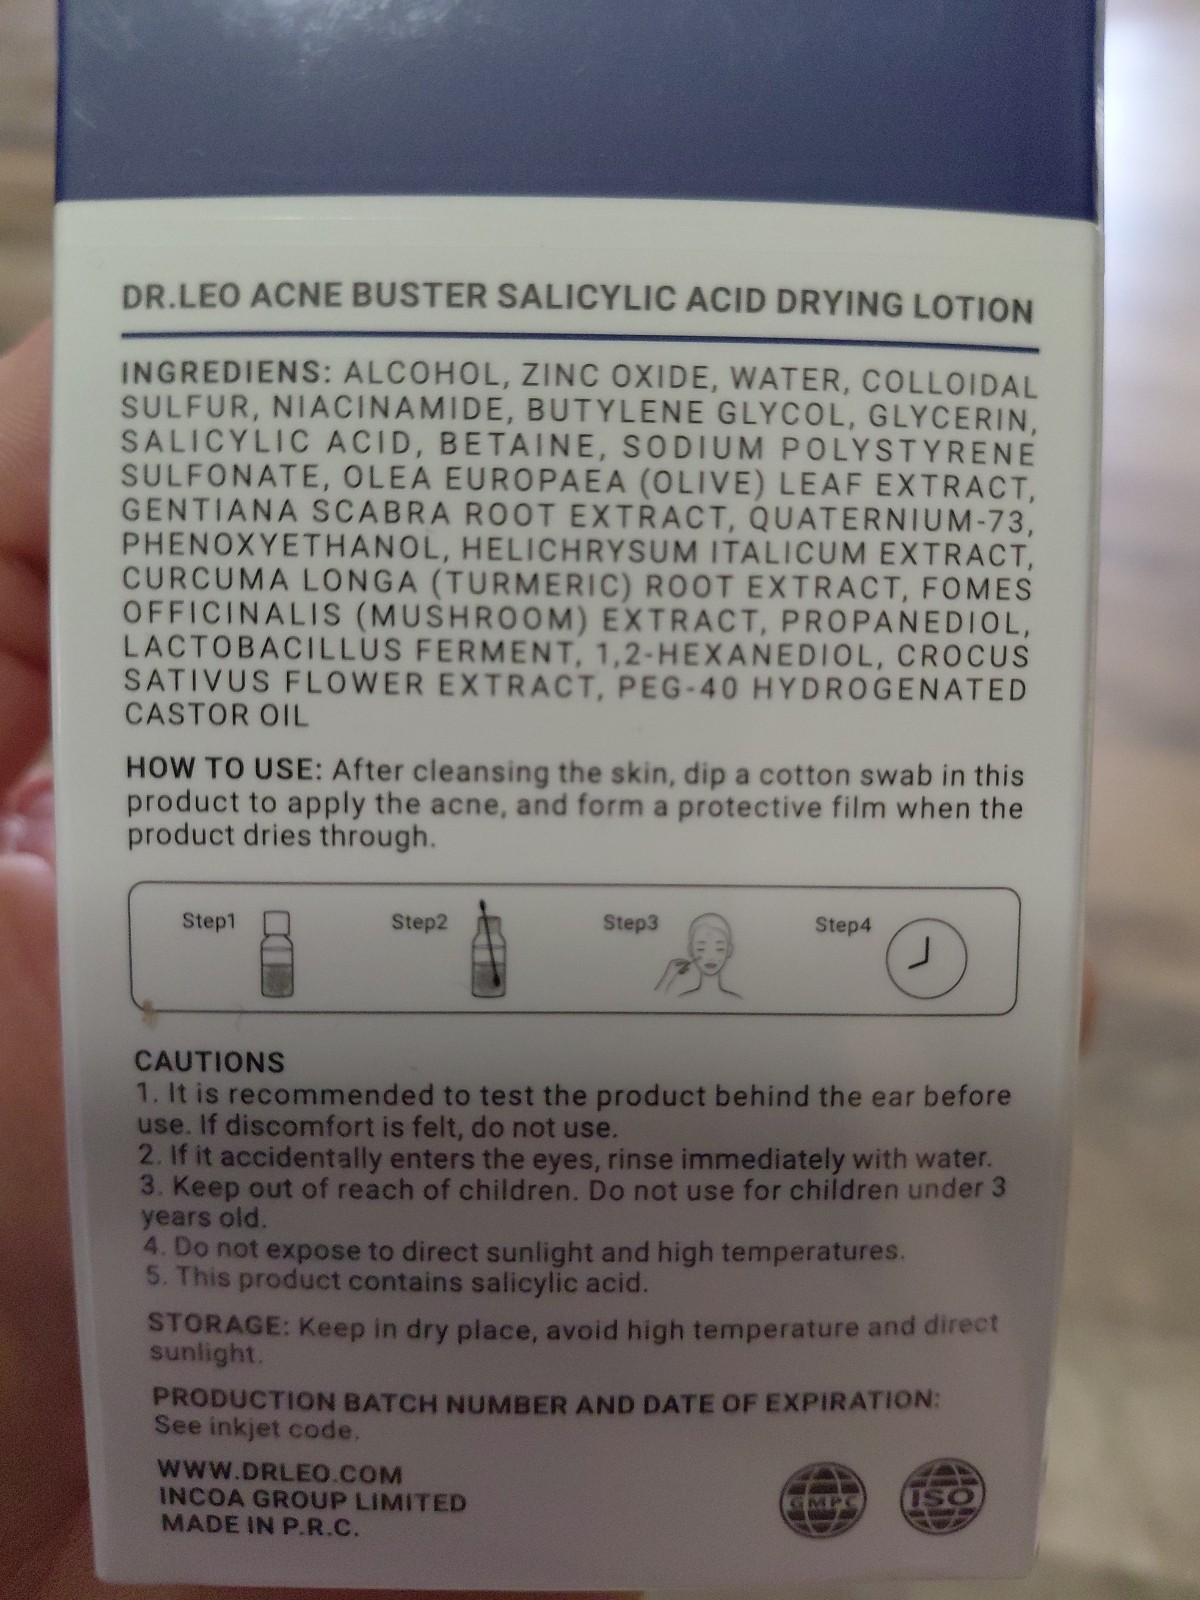 DR.LEO ACNE BUSTER SALICYLIC ACID DRYING LOTION
INGREDIENS: ALCOHOL, ZINC OXIDE, WATER, COLLOIDAL
SULFUR, NIACINAMIDE, BUTYLENE GLYCOL, GLYCERIN,
SALICYLIC ACID, BETAINE, SODIUM POLYSTYRENE
SULFONATE, OLEA EUROPAEA (OLIVE) LEAF EXTRACT,
GENTIANA SCABRA ROOT EXTRACT, QUATERNIUM-73,
PHENOXYETHANOL, HELICHRYSUM ITALICUM EXTRACT,
CURCUMA LONGA (TURMERIC) ROOT EXTRACT, FOMES
OFFICINALIS (MUSHROOM) EXTRACT, PROPANEDIOL,
LACTOBACILLUS FERMENT, 1,2-HEXANEDIOL, CROCUS
SATIVUS FLOWER EXTRACT, PEG-40 HYDROGENATED
CASTOR OIL
HOW TO USE: After cleansing the skin, dip a cotton swab in this
product to apply the acne, and form a protective film when the
product dries through.
Step1 Step2 Step3 Step4
CAUTIONS
1. It is recommended to test the product behind the ear before
use. If discomfort is felt, do not use.
2. If it accidentally enters the eyes, rinse immediately with water.
3. Keep out of reach of children. Do not use for children under 3
years old.
4. Do not expose to direct sunlight and high temperatures.
5. This product contains salicylic acid.
STORAGE: Keep in dry place, avoid high temperature and direct
sunlight.
PRODUCTION BATCH NUMBER AND DATE OF EXPIRATION:
See inkjet code.
WWW.DRLEO.COM
INCOA GROUP LIMITED
MADE IN P.R.C.
GMPC ISO